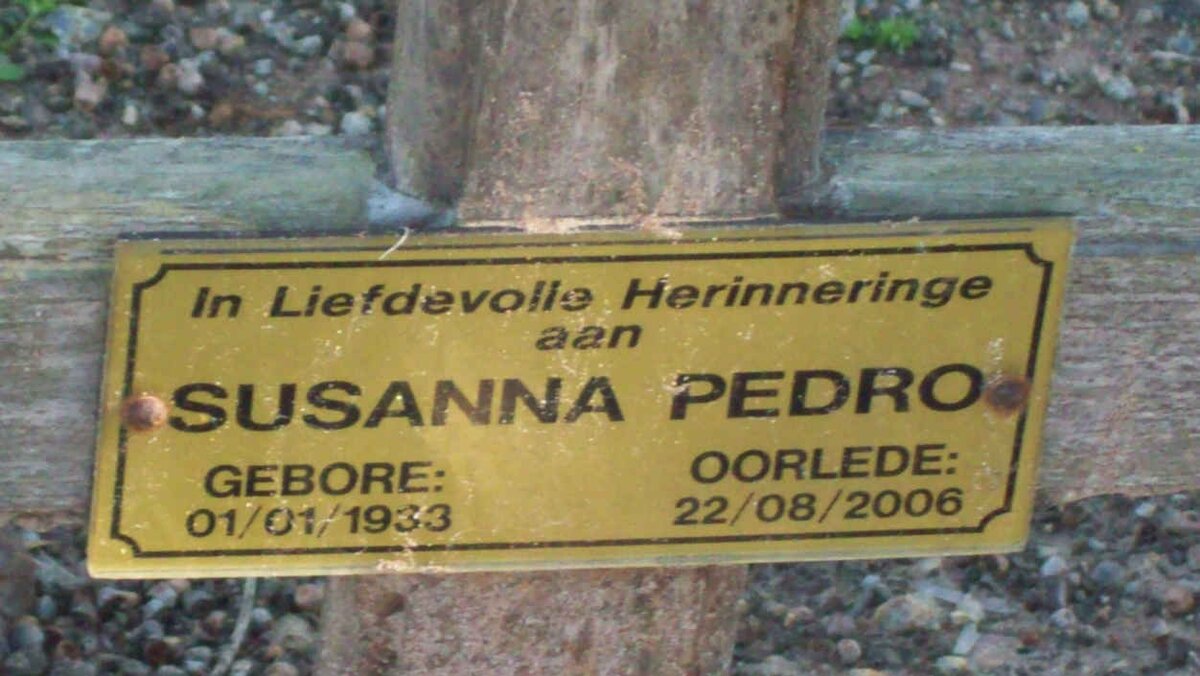 In Liefdevolle Herinneringe
aan
SUSANNA PEDRO
GEBORE:
01/01/1933
OORLEDE:
22/08/2006